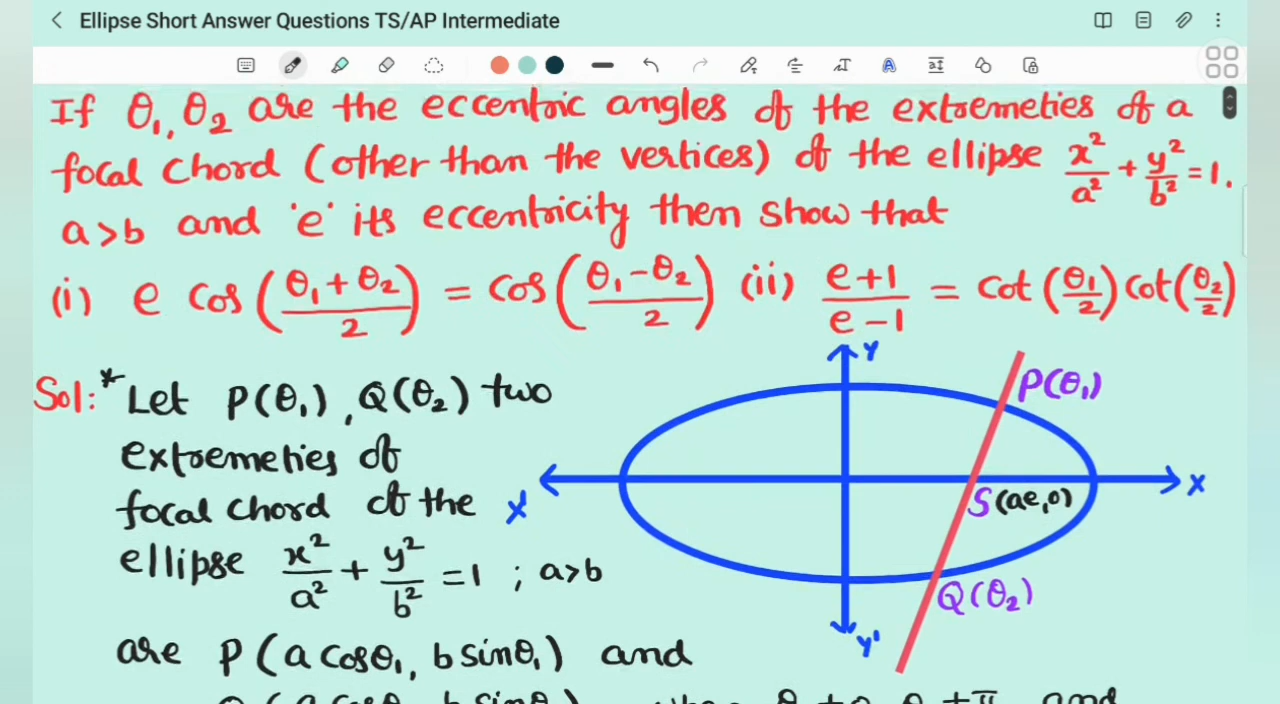 Ellipse Short Answer Questions TS/AP Intermediate
If θ₁, θ₂ are the eccentric angles of the extremeties of a
focal chord (other than the vertices) of the ellipse x²/a² + y²/b² = 1.
a>b and 'e' its eccentricity then show that
(i) e cos(θ₁+θ₂/2) = cos(θ₁-θ₂/2) (ii) e+1/e-1 = cot(θ₁/2)cot(θ₂/2)
Sol: * Let P(θ₁), Q(θ₂) two
extremeties of
focal chord of the
ellipse x²/a² + y²/b² = 1 ; a>b
are P(a cosθ₁, b sinθ₁) and
Y
P(θ₁)
X'
S(ae,0)
X
Q(θ₂)
Y'